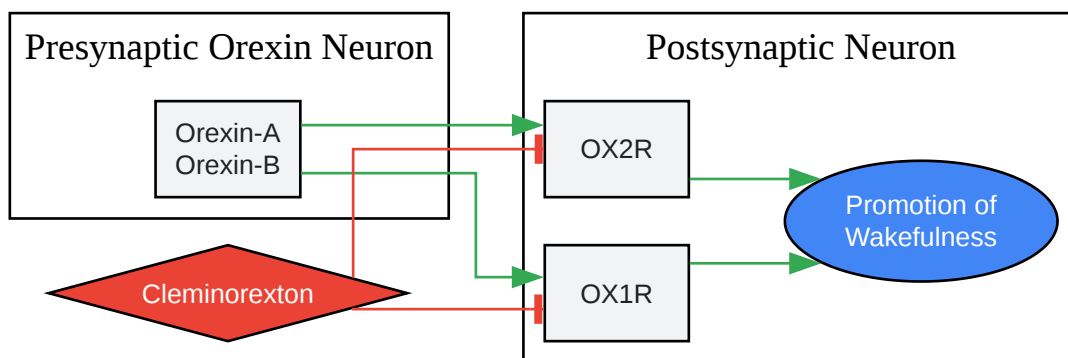 Presynaptic Orexin Neuron
Postsynaptic Neuron
Orexin-A
Orexin-B
OX2R
Promotion of
Wakefulness
Cleminorexton
OX1R